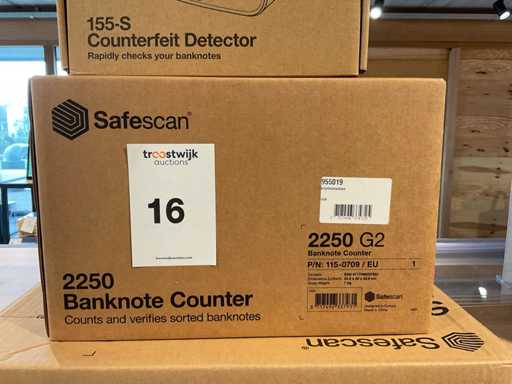 155-S
Counterfeit Detector
Rapidly checks your banknotes
Safescan®
troostwijk
auctions
16
955019
2250 G2
Banknote Counter
P/N: 115-0709 / EU 1
2250
Banknote Counter
Counts and verifies sorted banknotes
Safescan
Safescan